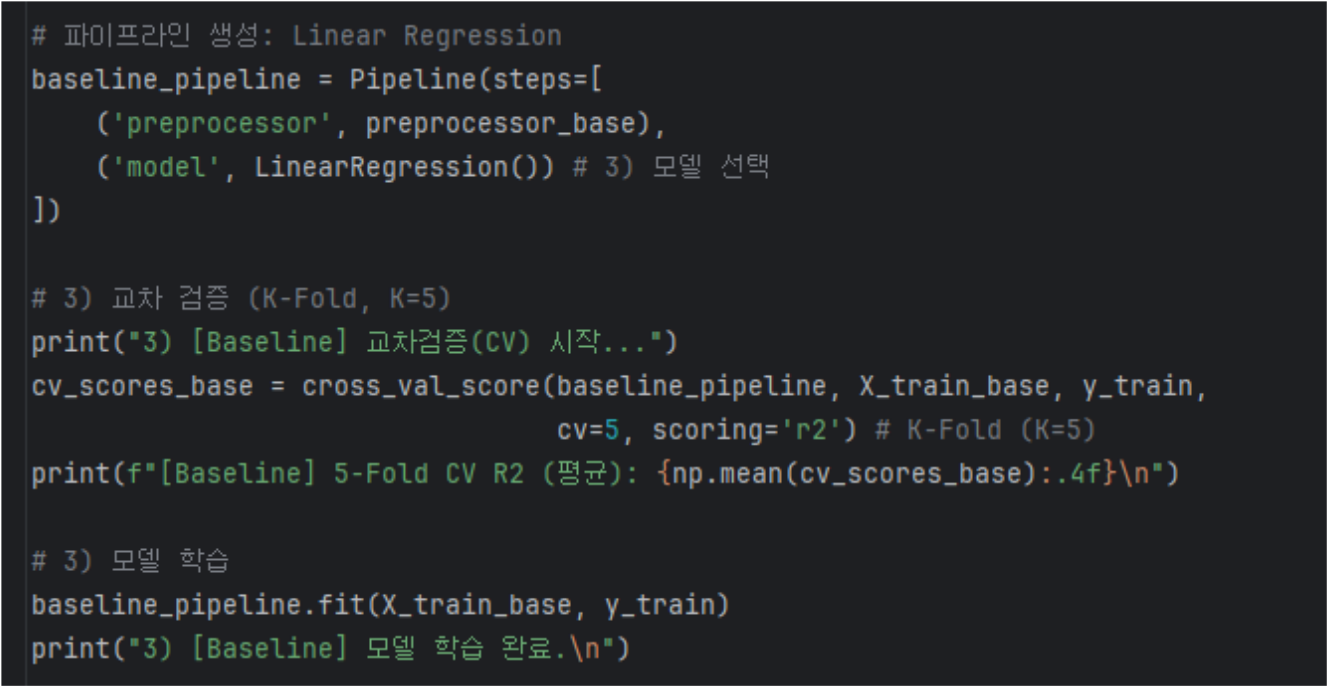 # 파이프라인 생성: Linear Regression
baseline_pipeline = Pipeline(steps=[
    ('preprocessor', preprocessor_base),
    ('model', LinearRegression()) # 3) 모델 선택
])
# 3) 교차 검증 (K-Fold, K=5)
print("3) [Baseline] 교차검증(CV) 시작...")
cv_scores_base = cross_val_score(baseline_pipeline, X_train_base, y_train,
                                 cv=5, scoring='r2') # K-Fold (K=5)
print(f"[Baseline] 5-Fold CV R2 (평균): {np.mean(cv_scores_base):.4f}\n")
# 3) 모델 학습
baseline_pipeline.fit(X_train_base, y_train)
print("3) [Baseline] 모델 학습 완료.\n")